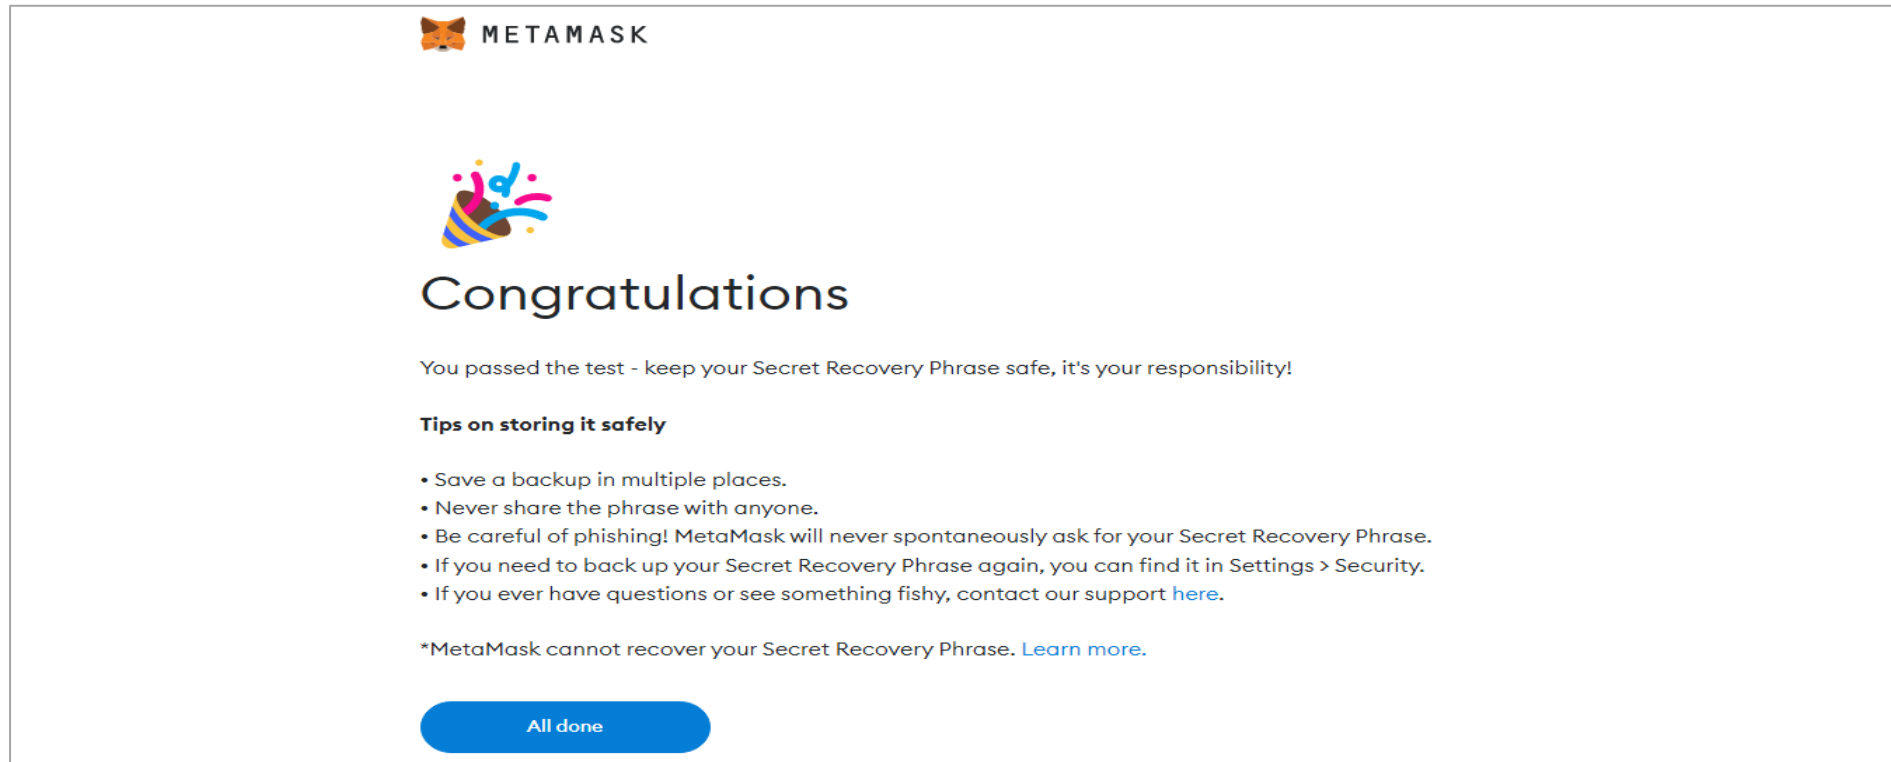 METAMASK
Congratulations
You passed the test - keep your Secret Recovery Phrase safe, it's your responsibility!
Tips on storing it safely
• Save a backup in multiple places.
• Never share the phrase with anyone.
• Be careful of phishing! MetaMask will never spontaneously ask for your Secret Recovery Phrase.
• If you need to back up your Secret Recovery Phrase again, you can find it in Settings > Security.
• If you ever have questions or see something fishy, contact our support here.
*MetaMask cannot recover your Secret Recovery Phrase. Learn more.
All done